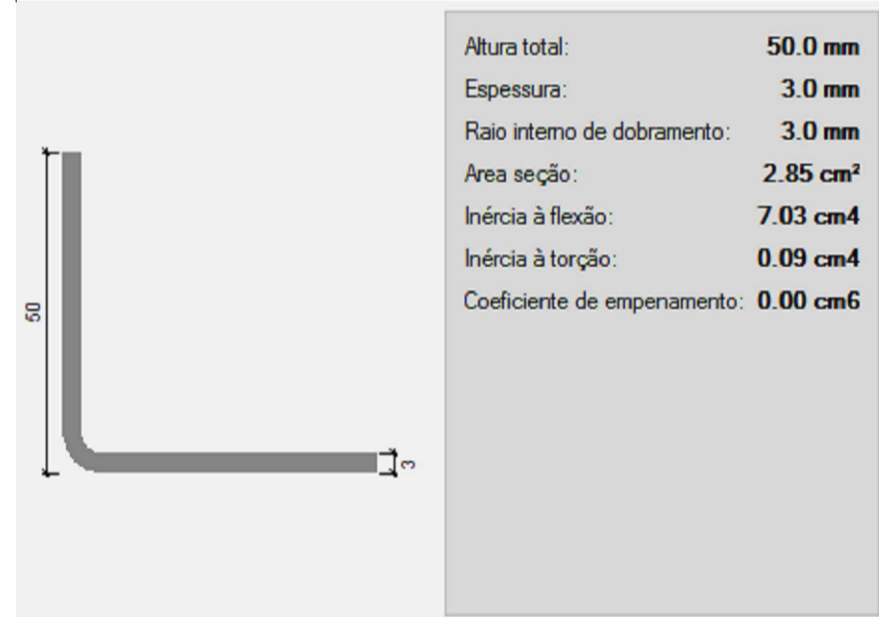 Altura total: 50.0 mm
Espessura: 3.0 mm
Raio interno de dobramento: 3.0 mm
Area seção: 2.85 cm²
Inércia à flexão: 7.03 cm4
Inércia à torção: 0.09 cm4
Coeficiente de empenamento: 0.00 cm6
50
3